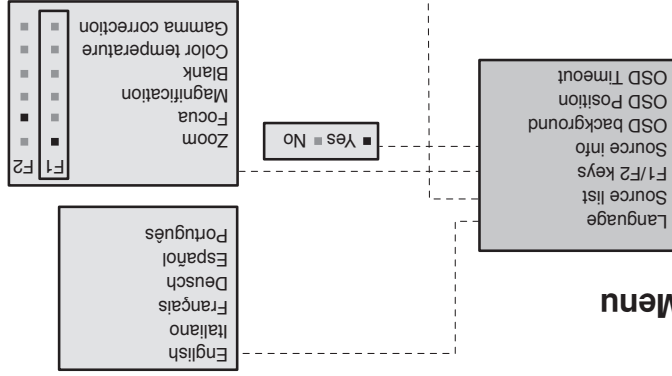 Menu
Language
Source list
F1/F2 keys
Source info
OSD background
OSD Position
OSD Timeout
English
Italiano
Français
Deusch
Español
Português
Yes No
F1 F2
Zoom
Focua
Magnification
Blank
Color temperature
Gamma correction